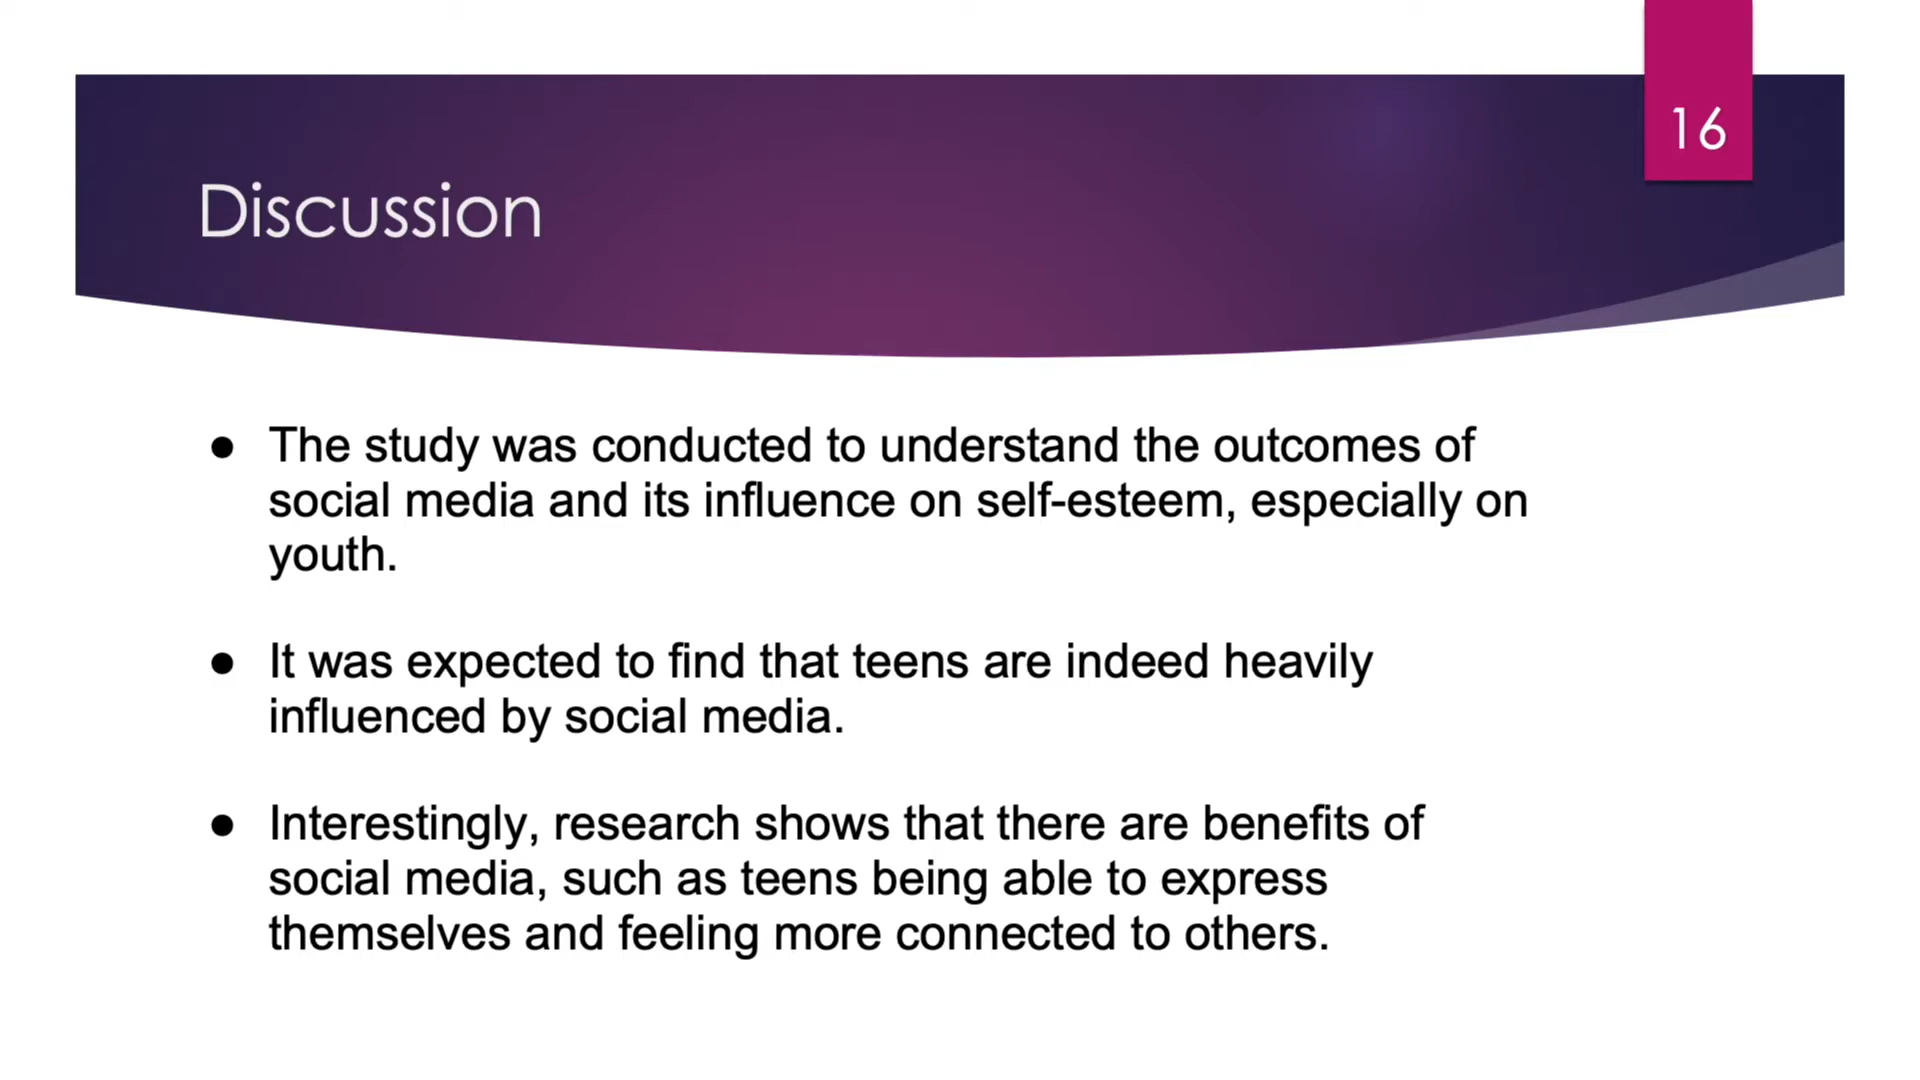 16
Discussion
● The study was conducted to understand the outcomes of
social media and its influence on self-esteem, especially on
youth.
● It was expected to find that teens are indeed heavily
influenced by social media.
● Interestingly, research shows that there are benefits of
social media, such as teens being able to express
themselves and feeling more connected to others.